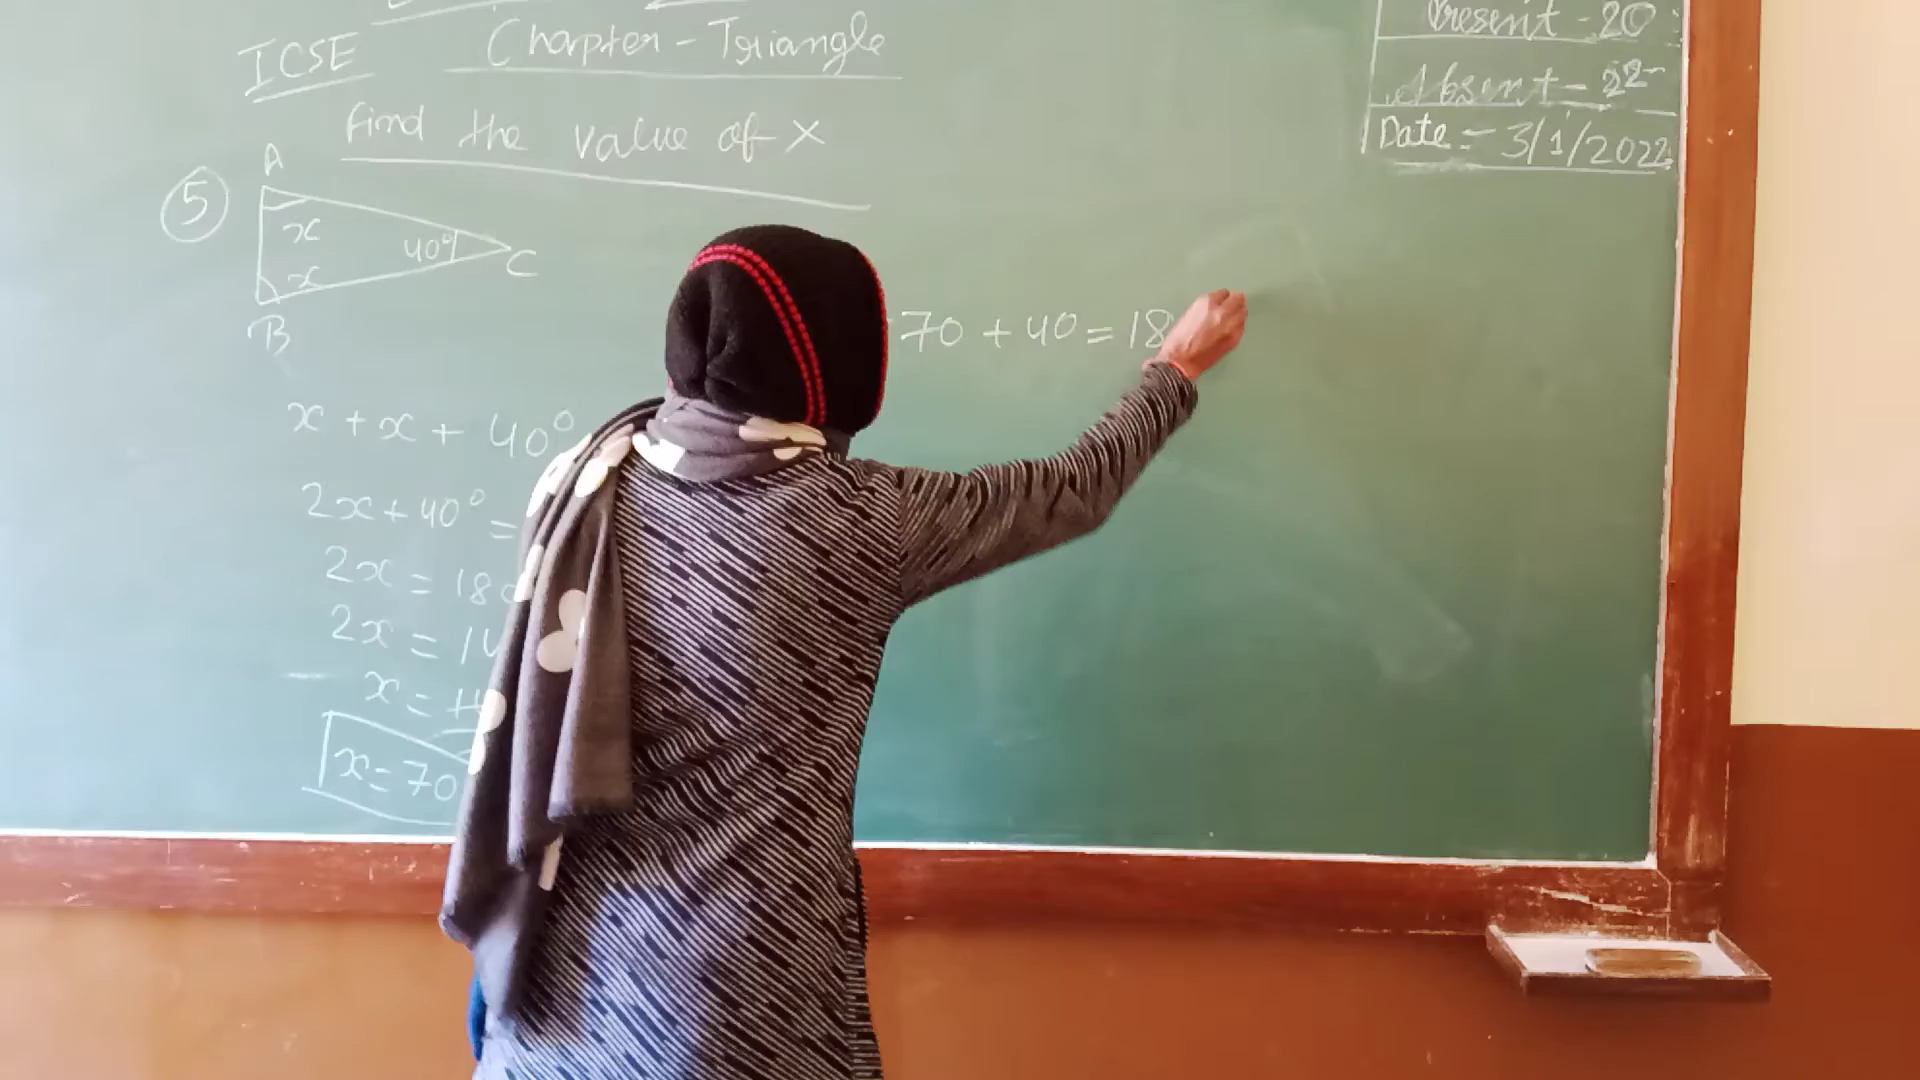 ICSE
Chapter - Triangle
Present - 20
Absent - 22
Date = 3/1/2022
Find the value of x
5
A
x
40°
C
x
B
70 + 40 = 18
x + x + 40°
2x + 40° =
2x = 180
2x = 14
x = 14
x = 70